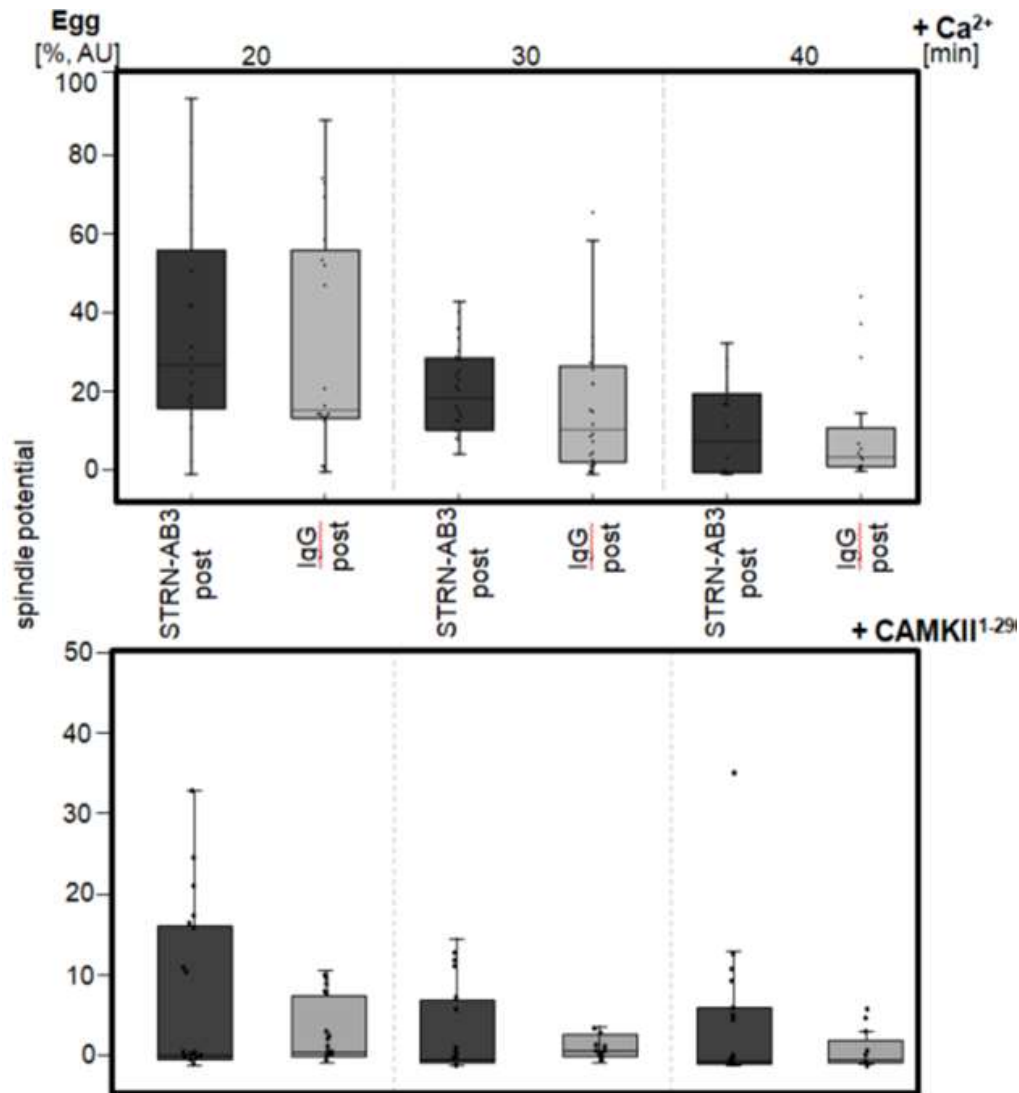 Egg + Ca²⁺
[%, AU] 20 30 40 [min]
100
80
60
40
20
0
spindle potential
STRN-AB3 post
IgG post
STRN-AB3 post
IgG post
STRN-AB3 post
IgG post
+ CAMKII¹⁻²⁹
50
40
30
20
10
0